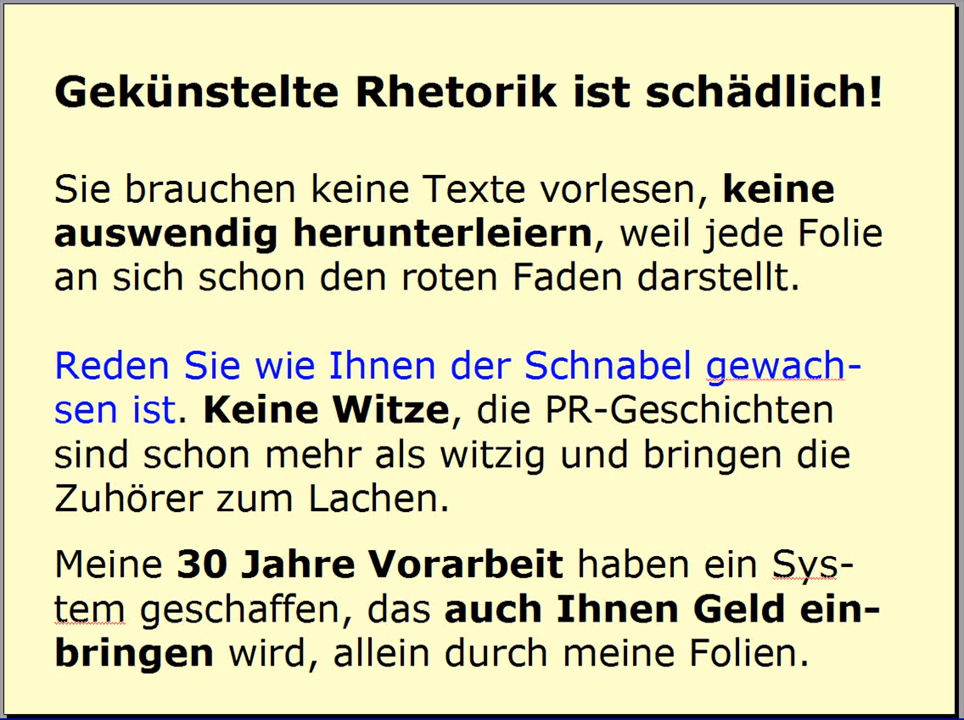 Gekünstelte Rhetorik ist schädlich!
Sie brauchen keine Texte vorlesen, keine
auswendig herunterleiern, weil jede Folie
an sich schon den roten Faden darstellt.
Reden Sie wie Ihnen der Schnabel gewach-
sen ist. Keine Witze, die PR-Geschichten
sind schon mehr als witzig und bringen die
Zuhörer zum Lachen.
Meine 30 Jahre Vorarbeit haben ein Sys-
tem geschaffen, das auch Ihnen Geld ein-
bringen wird, allein durch meine Folien.